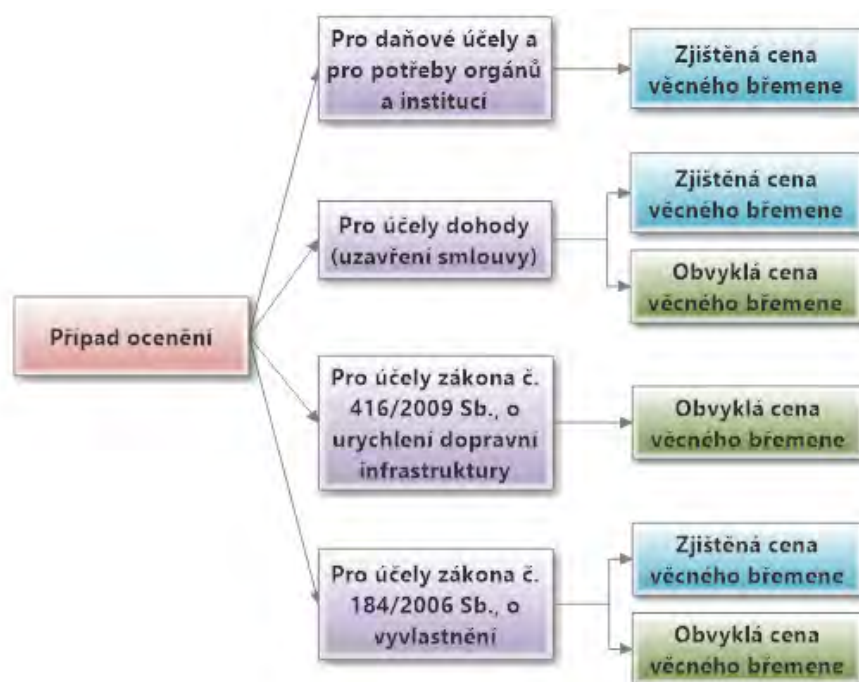 Případ ocenění
Pro daňové účely a
pro potřeby orgánů
a institucí
Zjištěná cena
věcného břemene
Pro účely dohody
(uzavření smlouvy)
Zjištěná cena
věcného břemene
Obvyklá cena
věcného břemene
Pro účely zákona č.
416/2009 Sb., o
urychlení dopravní
infrastruktury
Obvyklá cena
věcného břemene
Pro účely zákona č.
184/2006 Sb., o
vyvlastnění
Zjištěná cena
věcného břemene
Obvyklá cena
věcného břemene